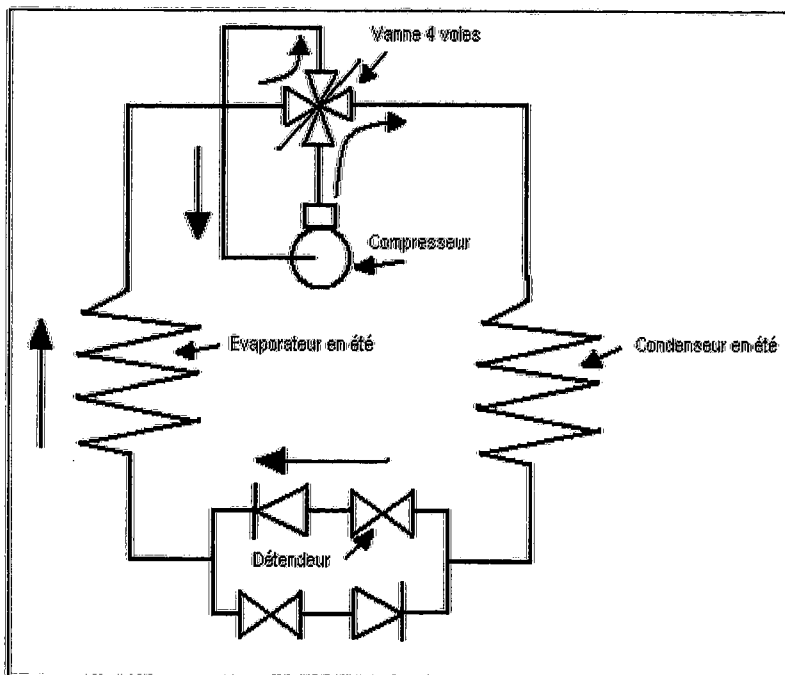 Vanne 4 voies
Compresseur
Evaporateur en été
Condenseur en été
Détendeur